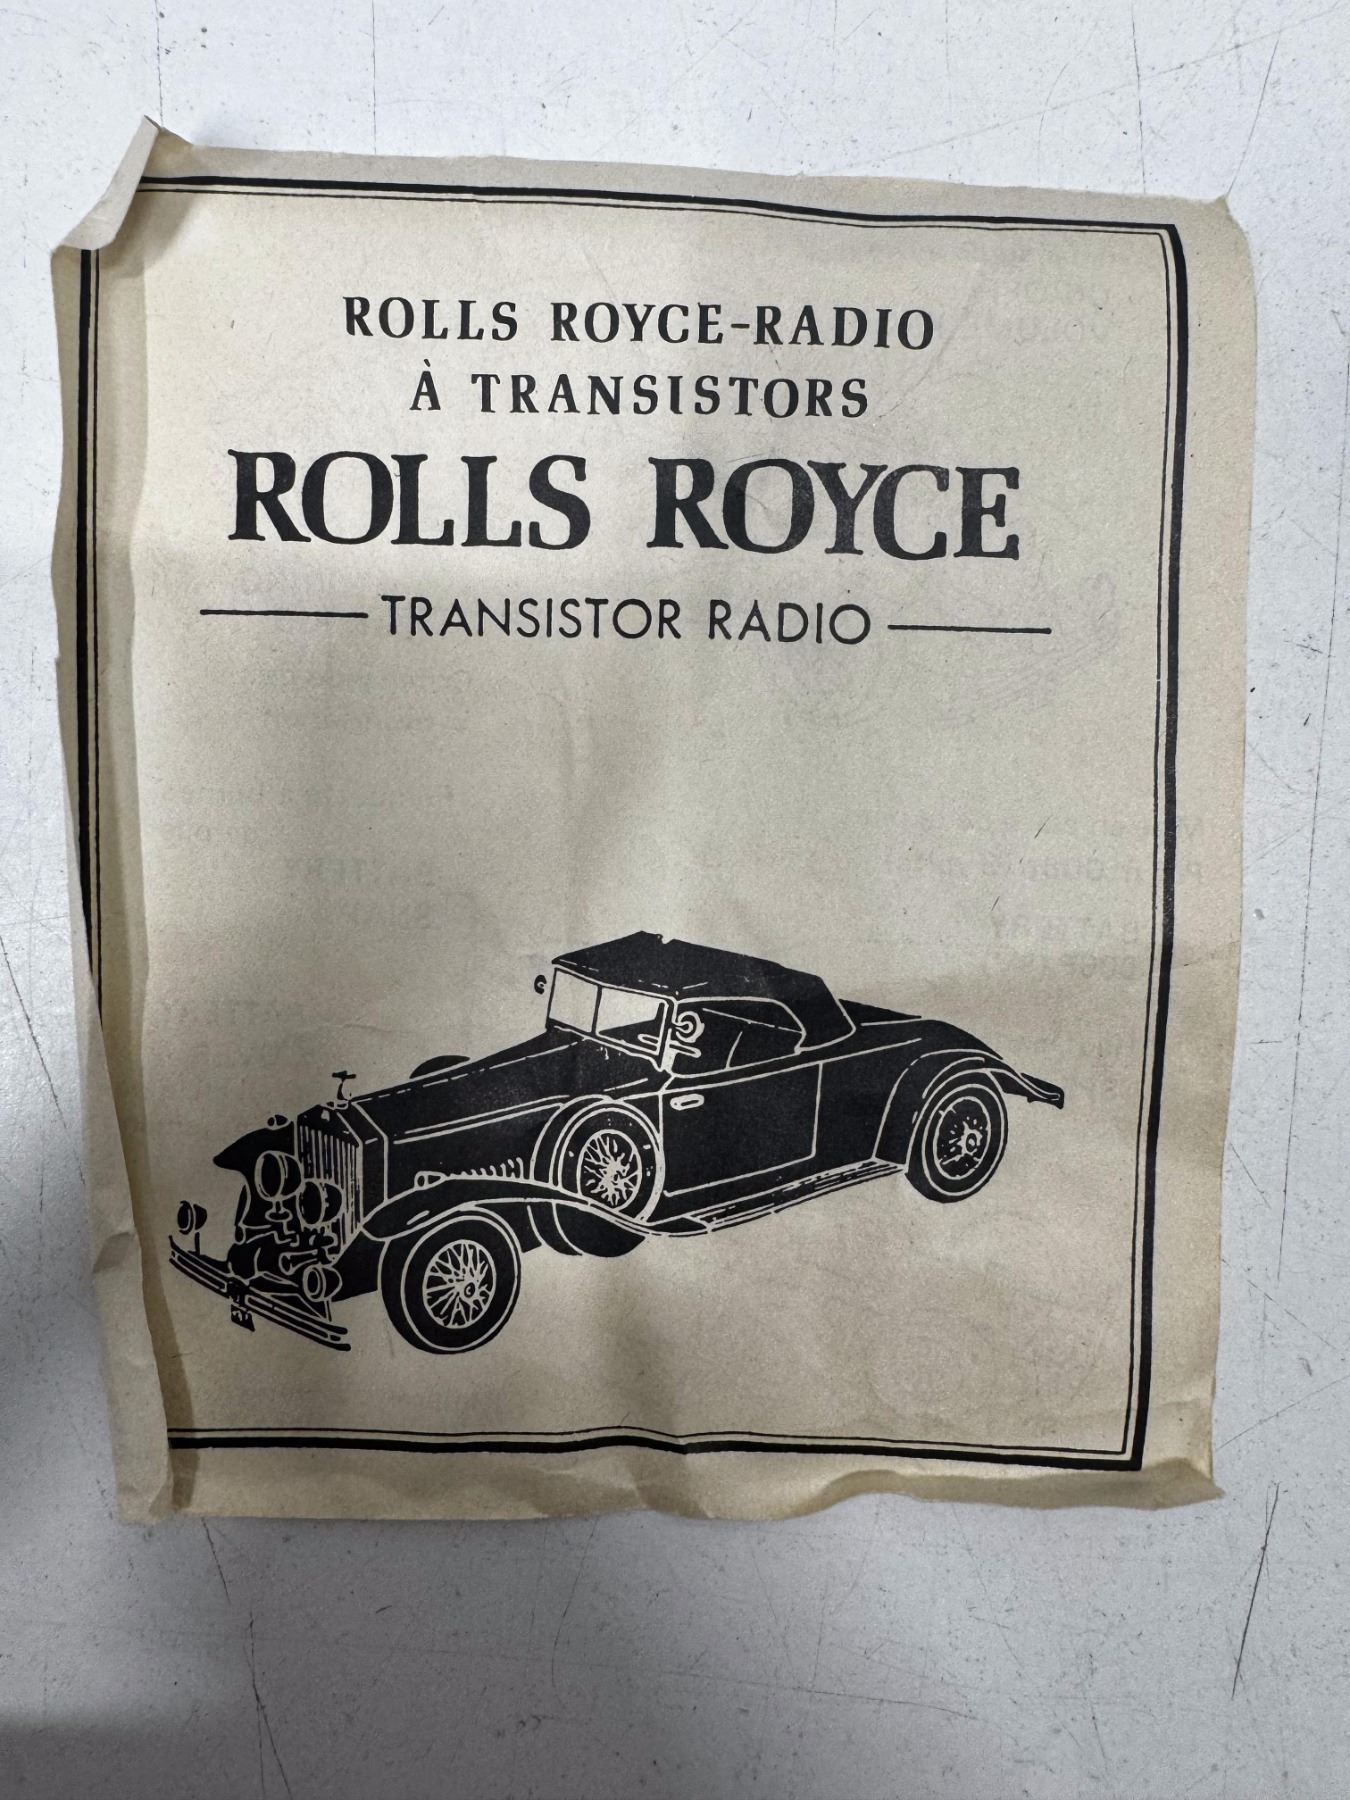 ROLLS ROYCE-RADIO
À TRANSISTORS
ROLLS ROYCE
TRANSISTOR RADIO